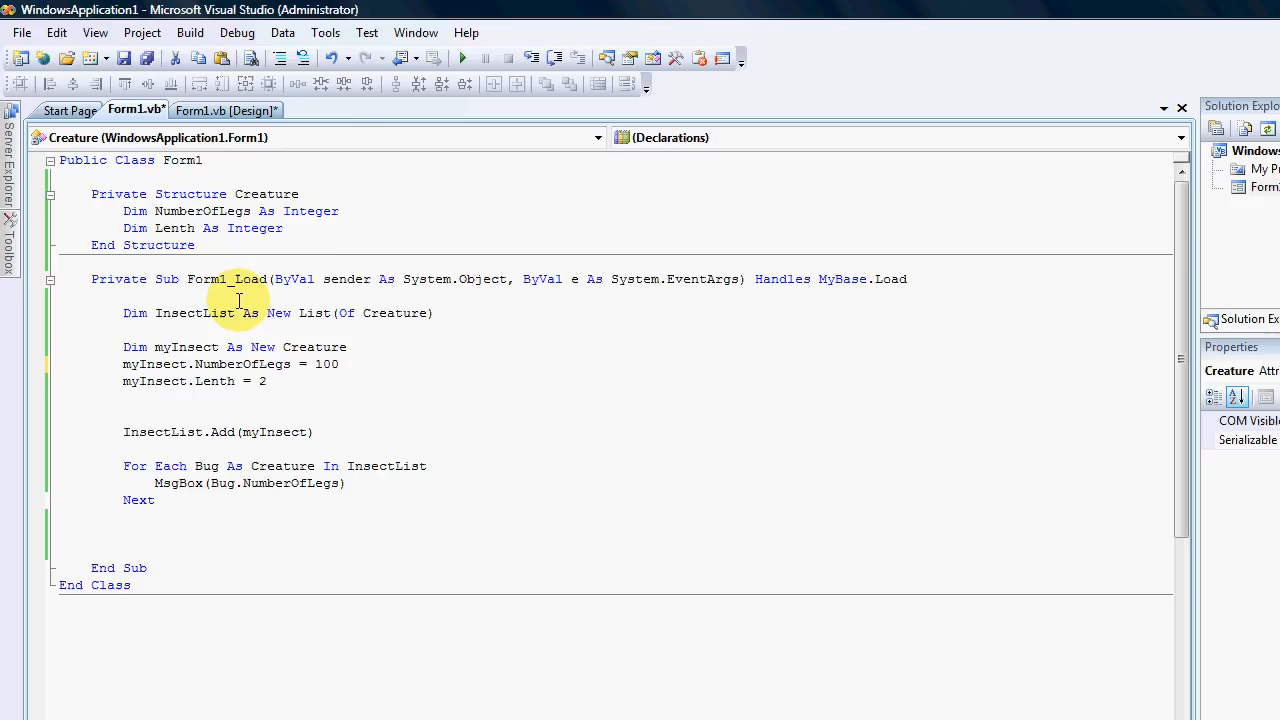 WindowsApplication1 - Microsoft Visual Studio (Administrator)
File Edit View Project Build Debug Data Tools Test Window Help
Start Page Form1.vb* Form1.vb [Design]*
Solution Explo
Server Explorer
Toolbox
Creature (WindowsApplication1.Form1) (Declarations)
Windows
My Pr
Form
Public Class Form1
Private Structure Creature
Dim NumberOfLegs As Integer
Dim Lenth As Integer
End Structure
Private Sub Form1_Load(ByVal sender As System.Object, ByVal e As System.EventArgs) Handles MyBase.Load
Dim InsectList As New List(Of Creature)
Dim myInsect As New Creature
myInsect.NumberOfLegs = 100
myInsect.Lenth = 2
InsectList.Add(myInsect)
For Each Bug As Creature In InsectList
MsgBox(Bug.NumberOfLegs)
Next
End Sub
End Class
Solution Ex
Properties
Creature Attr
COM Visible
Serializable